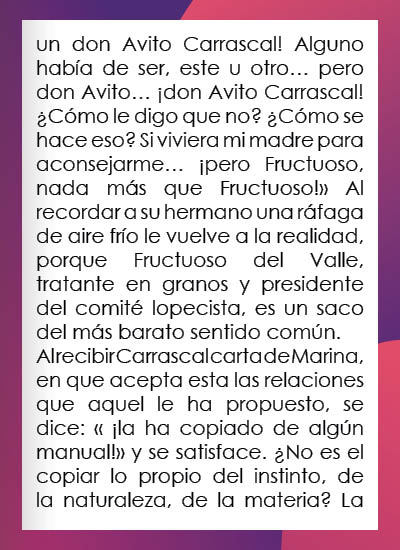 un don Avito Carrascal! Alguno
había de ser, este u otro… pero
don Avito… ¡don Avito Carrascal!
¿Cómo le digo que no? ¿Cómo se
hace eso? Si viviera mi madre para
aconsejarme… ¡pero Fructuoso,
nada más que Fructuoso!» Al
recordar a su hermano una ráfaga
de aire frío le vuelve a la realidad,
porque Fructuoso del Valle,
tratante en granos y presidente
del comité lopecista, es un saco
del más barato sentido común.
Al recibir Carrascal carta de Marina,
en que acepta esta las relaciones
que aquel le ha propuesto, se
dice: « ¡la ha copiado de algún
manual!» y se satisface. ¿No es el
copiar lo propio del instinto, de
la naturaleza, de la materia? La